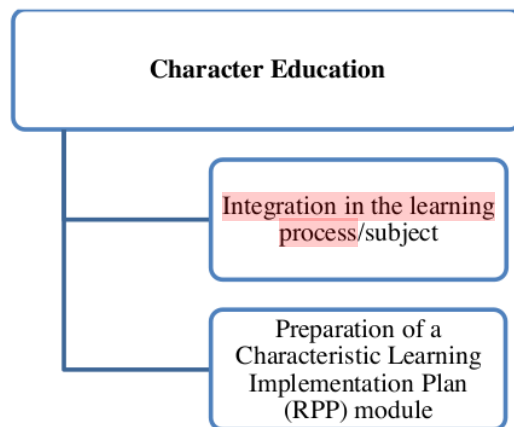 Character Education
Integration in the learning
process/subject
Preparation of a
Characteristic Learning
Implementation Plan
(RPP) module